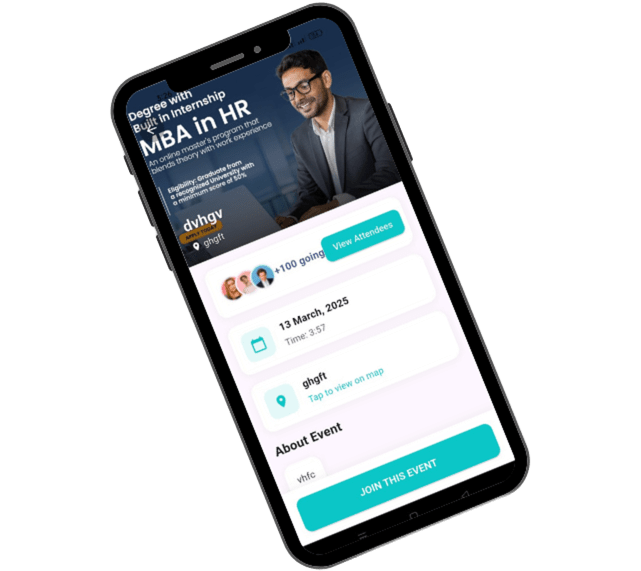 Degree with
Built in Internship
MBA in HR
An online master's program that
blends theory with work experience
Eligibility: Graduate from
a recognized University with
a minimum score of 50%
dvhgv
APPLY TODAY
ghgft
+100 going
View Attendees
13 March, 2025
Time: 3:57
ghgft
Tap to view on map
About Event
vhfc
JOIN THIS EVENT